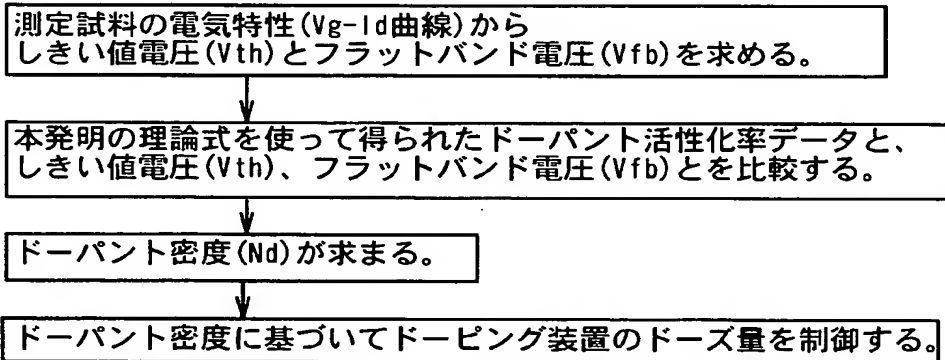 測定試料の電気特性(Vg-Id曲線)から
しきい値電圧(Vth)とフラットバンド電圧(Vfb)を求める。
本発明の理論式を使って得られたドーパント活性化率データと、
しきい値電圧(Vth)、フラットバンド電圧(Vfb)とを比較する。
ドーパント密度(Nd)が求まる。
ドーパント密度に基づいてドーピング装置のドーズ量を制御する。